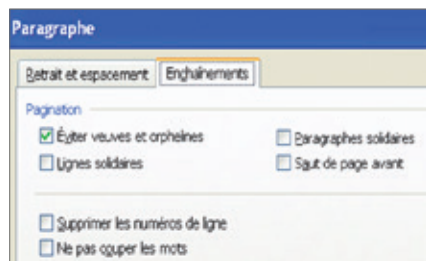 Paragraphe
Retrait et espacement Enchaînements
Pagination
Éviter veuves et orphelines Paragraphes solidaires
Lignes solidaires Saut de page avant
Supprimer les numéros de ligne
Ne pas couper les mots